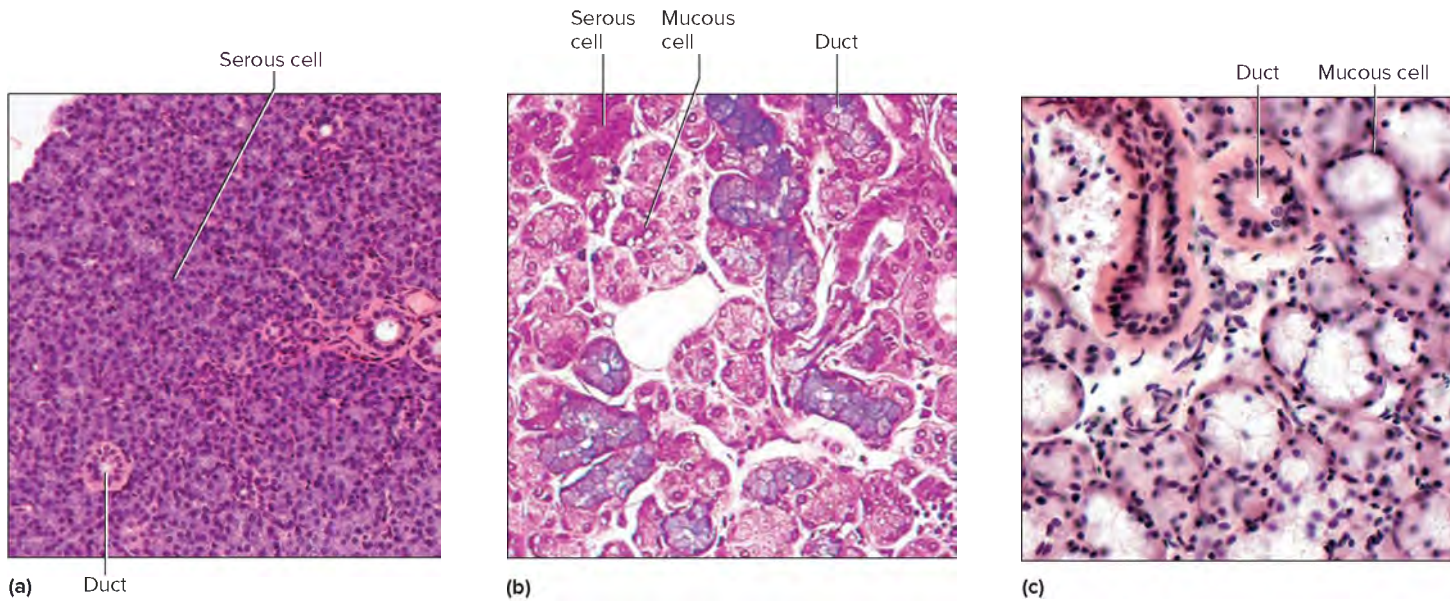 Serous cell
Duct
(a)
Serous
cell
Mucous
cell
Duct
(b)
Duct
Mucous cell
(c)